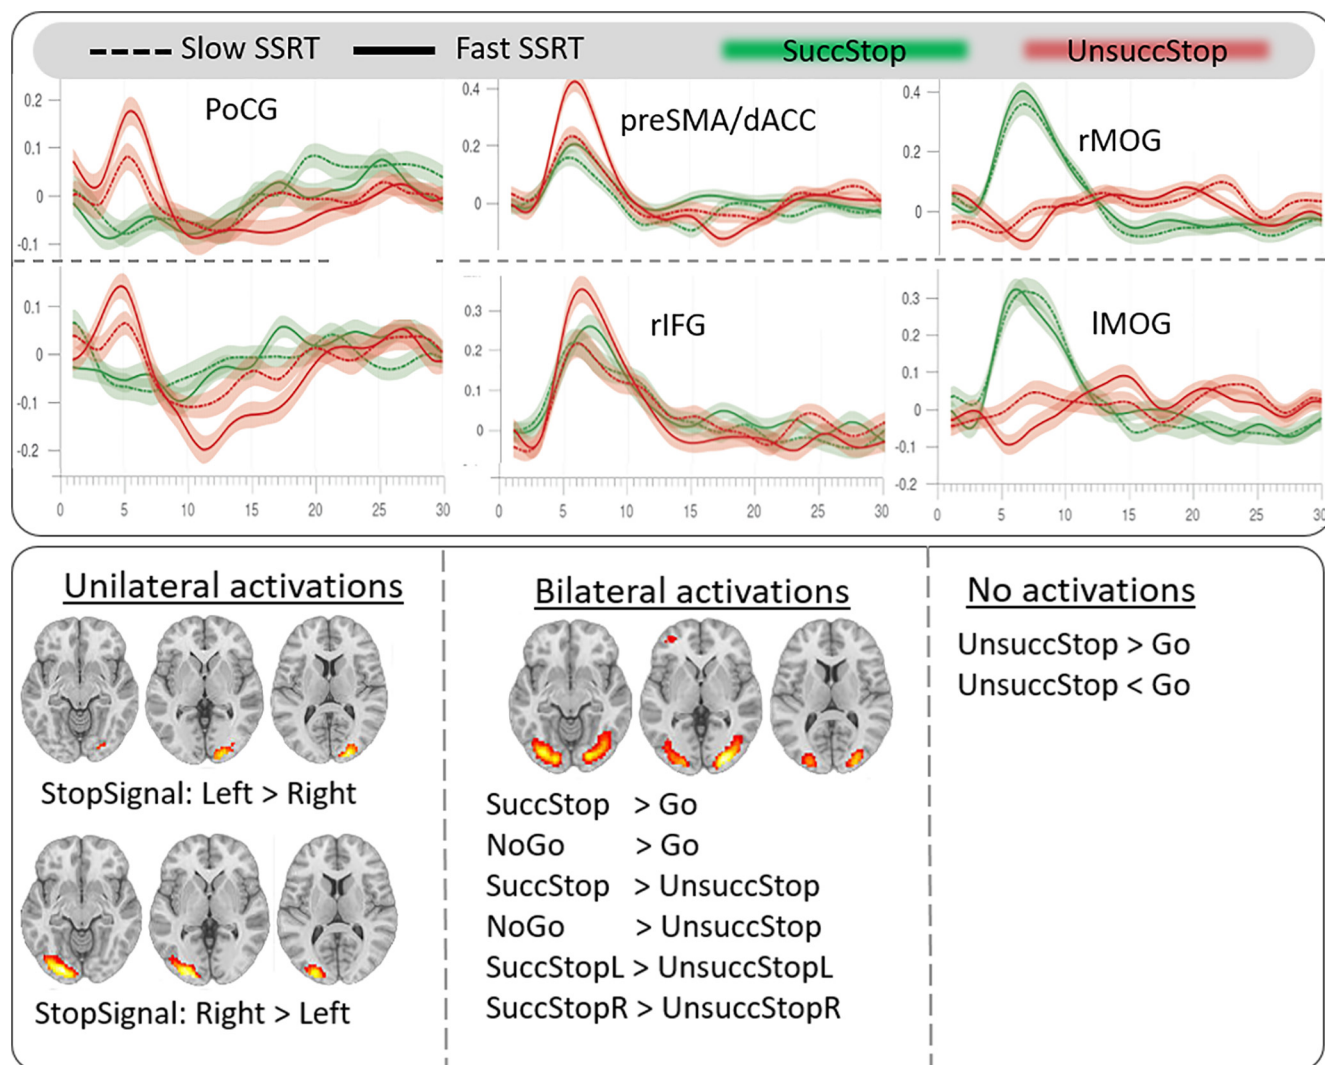 Slow SSRT Fast SSRT SuccStop UnsuccStop
PoCG
0.2
0.1
0
-0.1
preSMA/dACC
0.4
0.2
0
rMOG
0.4
0.2
0
0.1
0
-0.1
-0.2
0 5 10 15 20 25 30
rIFG
0.3
0.2
0.1
0
0 5 10 15 20 25 30
lMOG
0.3
0.2
0.1
0
-0.1
-0.2
0 5 10 15 20 25 30
Unilateral activations
StopSignal: Left > Right
StopSignal: Right > Left
Bilateral activations
SuccStop > Go
NoGo > Go
SuccStop > UnsuccStop
NoGo > UnsuccStop
SuccStopL > UnsuccStopL
SuccStopR > UnsuccStopR
No activations
UnsuccStop > Go
UnsuccStop < Go